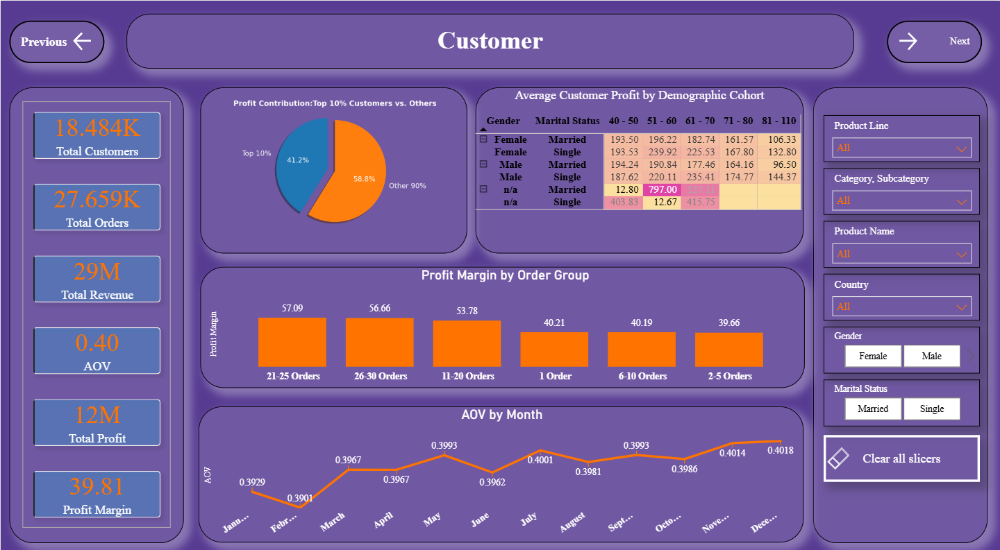 Previous
Customer
Next
18.484K
Total Customers
27.659K
Total Orders
29M
Total Revenue
0.40
AOV
12M
Total Profit
39.81
Profit Margin
Profit Contribution:Top 10% Customers vs. Others
Top 10%
41.2%
58.8%
Other 90%
Average Customer Profit by Demographic Cohort
Gender Marital Status 40 - 50 51 - 60 61 - 70 71 - 80 81 - 110
Female Married 193.50 196.22 182.74 161.57 106.33
Female Single 193.53 239.92 225.53 167.80 132.80
Male Married 194.24 190.84 177.46 164.16 96.50
Male Single 187.62 220.11 235.41 174.77 144.37
n/a Married 12.80 797.00
n/a Single 403.83 12.67 415.75
Profit Margin by Order Group
Profit Margin
57.09 56.66 53.78 40.21 40.19 39.66
21-25 Orders 26-30 Orders 11-20 Orders 1 Order 6-10 Orders 2-5 Orders
AOV by Month
AOV
0.3929 0.3901 0.3967 0.3967 0.3993 0.3962 0.4001 0.3981 0.3993 0.3986 0.4014 0.4018
Janu... Febr... March April May June July August Sept... Octo... Nove... Dece...
Product Line
All
Category, Subcategory
All
Product Name
All
Country
All
Gender
Female Male
Marital Status
Married Single
Clear all slicers